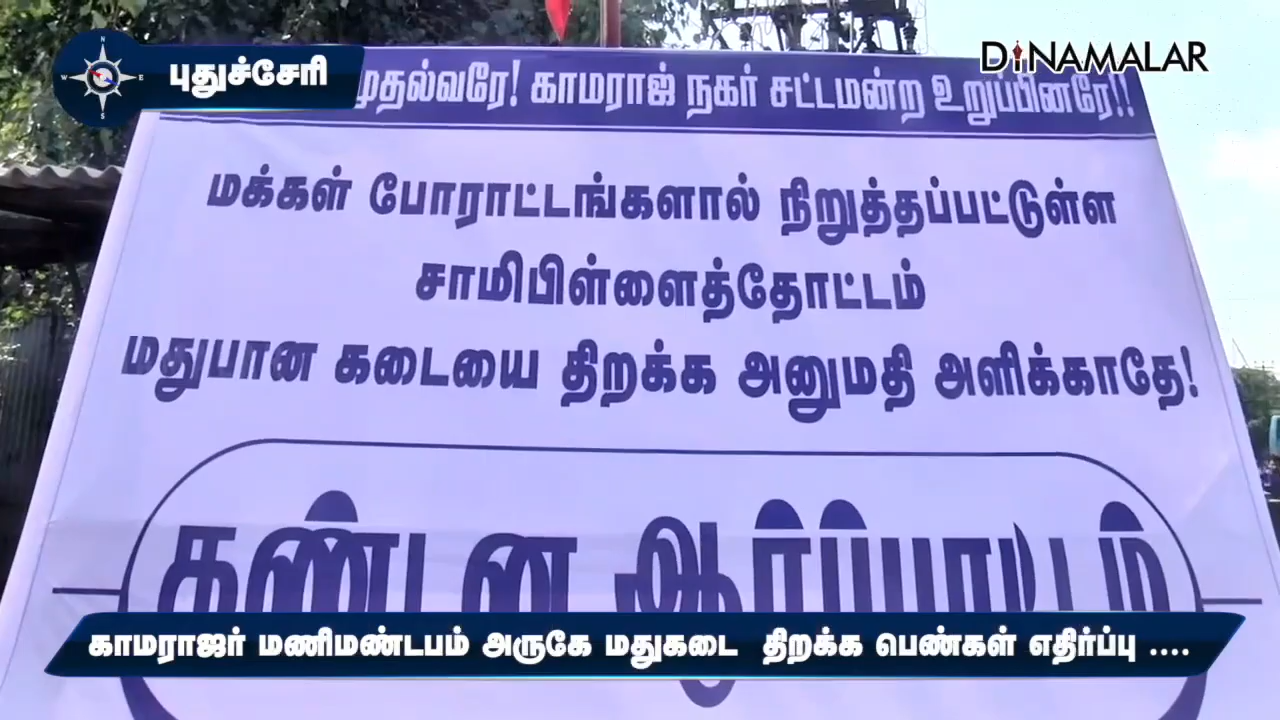 புதுச்சேரி
DINAMALAR
முதல்வரே! காமராஜ் நகர் சட்டமன்ற உறுப்பினரே!!
மக்கள் போராட்டங்களால் நிறுத்தப்பட்டுள்ள
சாமிபிள்ளைத்தோட்டம்
மதுபான கடையை திறக்க அனுமதி அளிக்காதே!
கண்டன ஆர்ப்பாட்டம்
காமராஜர் மணிமண்டபம் அருகே மதுகடை திறக்க பெண்கள் எதிர்ப்பு ....